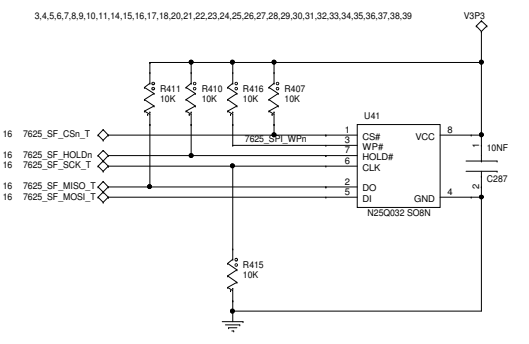 3,4,5,6,7,8,9,10,11,14,15,16,17,18,20,21,22,23,24,25,26,27,28,29,30,31,32,33,34,35,36,37,38,39
V3P3
R411
10K
R410
10K
R416
10K
R407
10K
U41
16 7625_SF_CSn_T
7625_SPI_WPn
16 7625_SF_HOLDn
16 7625_SF_SCK_T
16 7625_SF_MISO_T
16 7625_SF_MOSI_T
1 CS#
3 WP#
7 HOLD#
6 CLK
2 DO
5 DI
VCC 8
GND 4
N25Q032 SO8N
1
10NF
C287
2
R415
10K